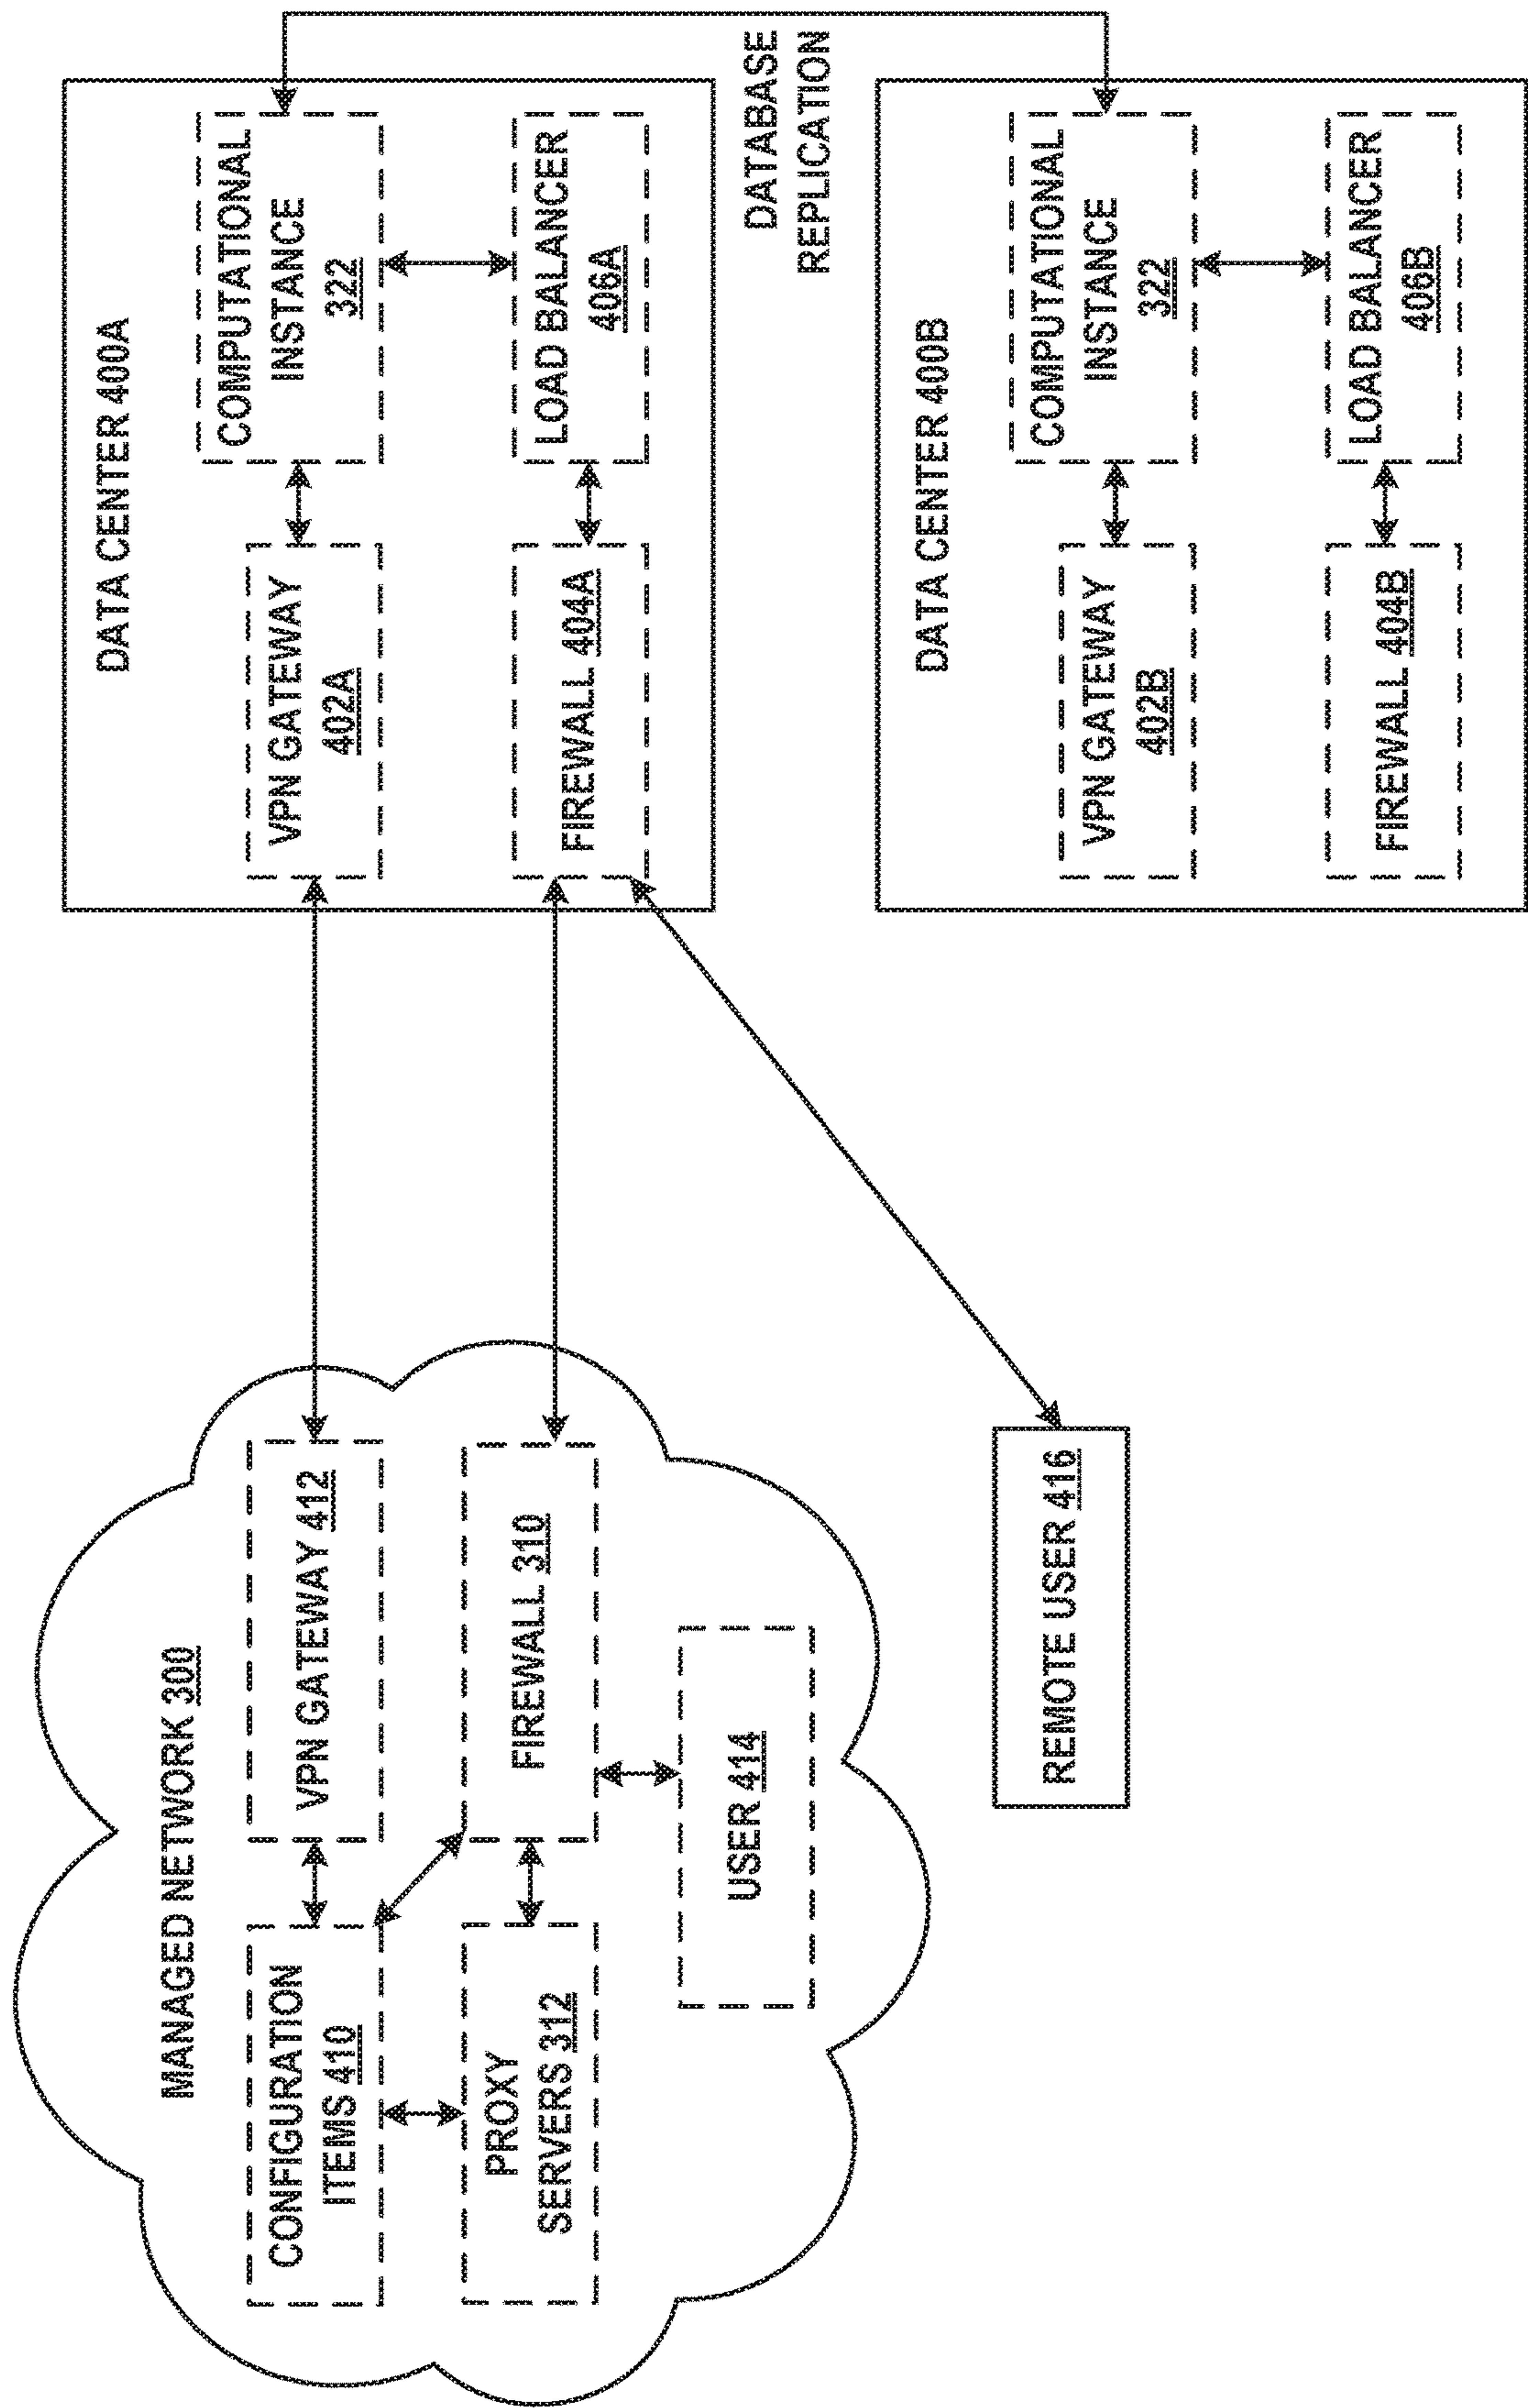 MANAGED NETWORK 300
CONFIGURATION
ITEMS 410
VPN GATEWAY 412
PROXY
SERVERS 312
FIREWALL 310
USER 414
REMOTE USER 416
DATA CENTER 400A
VPN GATEWAY
402A
COMPUTATIONAL
INSTANCE
322
FIREWALL 404A
LOAD BALANCER
406A
DATABASE
REPLICATION
DATA CENTER 400B
VPN GATEWAY
402B
COMPUTATIONAL
INSTANCE
322
FIREWALL 404B
LOAD BALANCER
406B